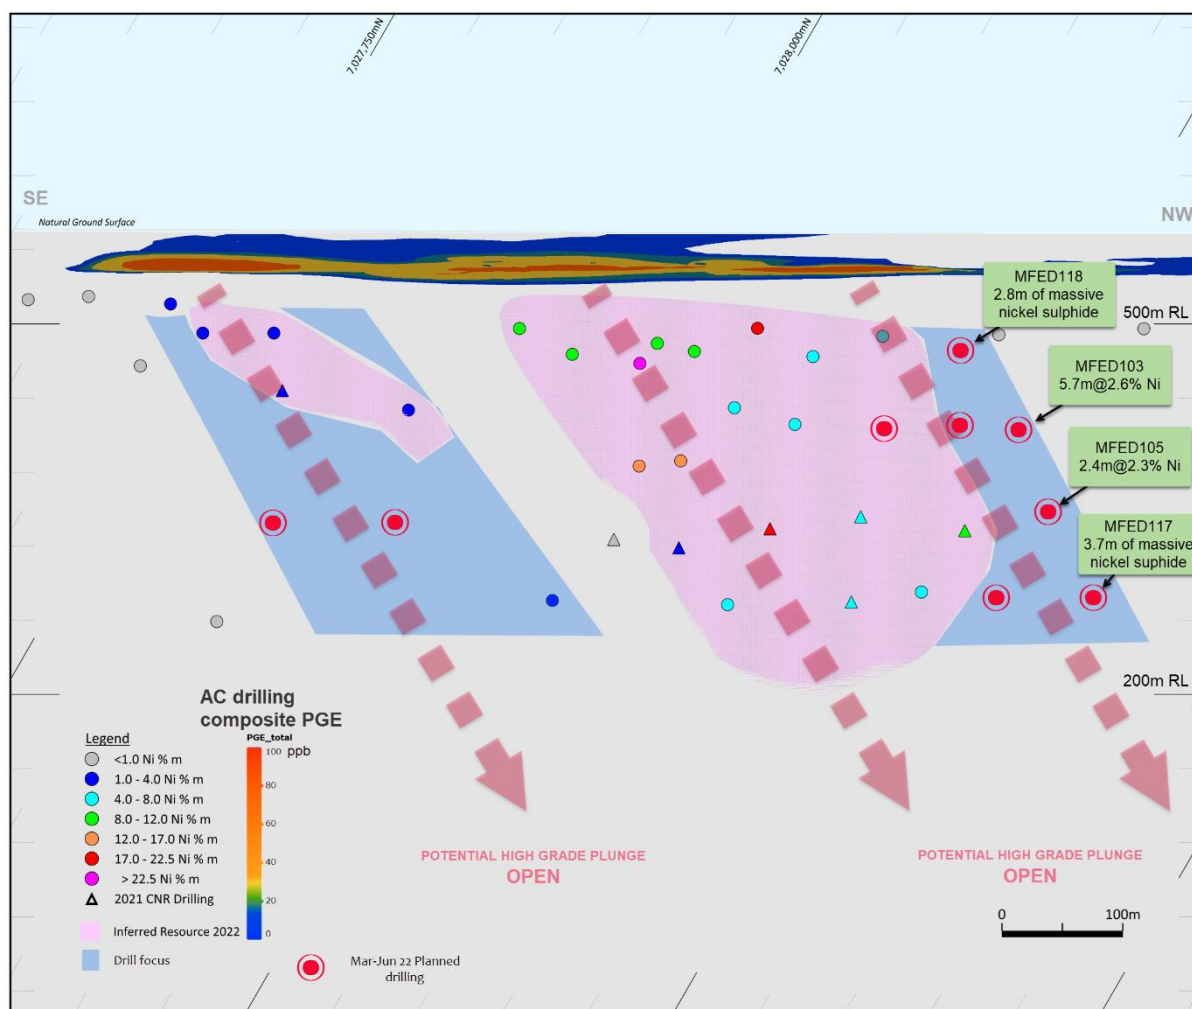 7,027,750mN
7,028,000mN
SE
NW
Natural Ground Surface
MFED118
2.8m of massive
nickel sulphide
500m RL
MFED103
5.7m@2.6% Ni
MFED105
2.4m@2.3% Ni
MFED117
3.7m of massive
nickel suphide
200m RL
AC drilling
composite PGE
PGE_total
ppb
100
80
60
40
20
0
Legend
<1.0 Ni % m
1.0 - 4.0 Ni % m
4.0 - 8.0 Ni % m
8.0 - 12.0 Ni % m
12.0 - 17.0 Ni % m
17.0 - 22.5 Ni % m
> 22.5 Ni % m
2021 CNR Drilling
Inferred Resource 2022
Drill focus
Mar-Jun 22 Planned
drilling
POTENTIAL HIGH GRADE PLUNGE
OPEN
POTENTIAL HIGH GRADE PLUNGE
OPEN
0
100m